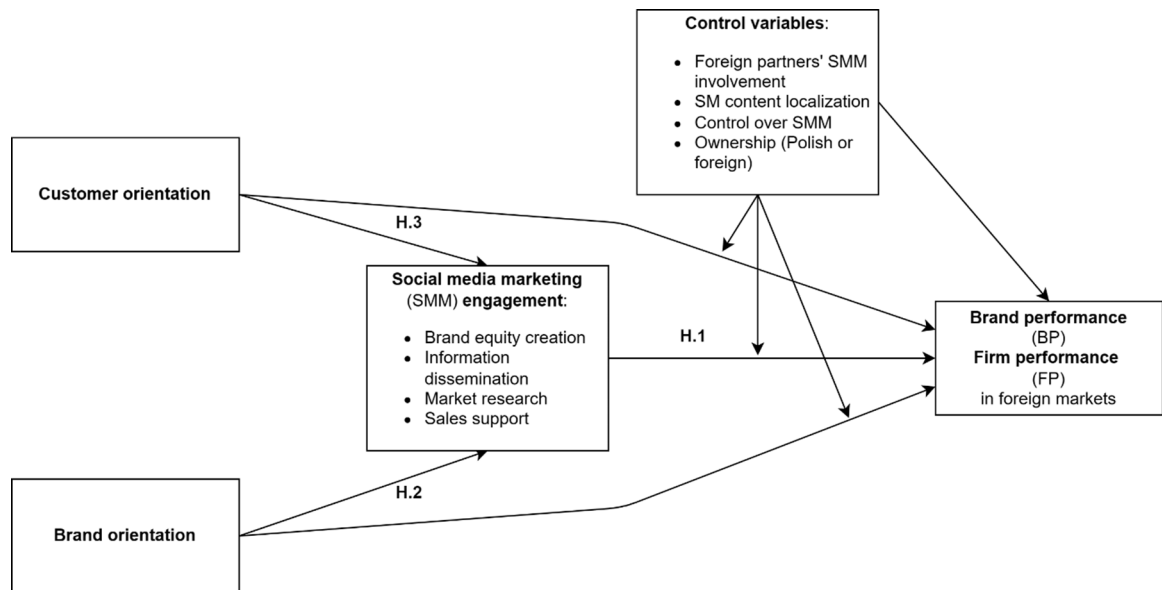 Control variables:
• Foreign partners' SMM
involvement
• SM content localization
• Control over SMM
• Ownership (Polish or
foreign)
Customer orientation
H.3
Social media marketing
(SMM) engagement:
• Brand equity creation
• Information
dissemination
• Market research
• Sales support
H.1
Brand performance
(BP)
Firm performance
(FP)
in foreign markets
H.2
Brand orientation